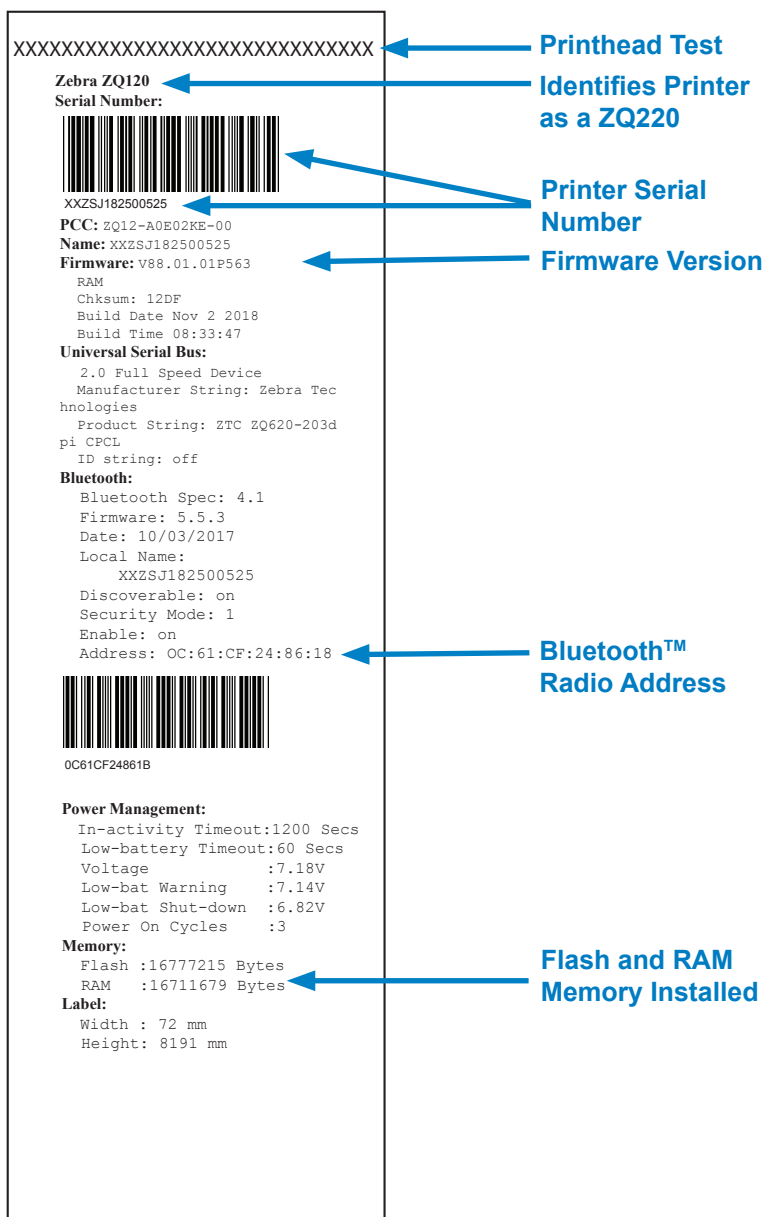 XXXXXXXXXXXXXXXXXXXXXXXXXXXXXX
Printhead Test
Zebra ZQ120
Identifies Printer
as a ZQ220
Serial Number:
XXZSJ182500525
Printer Serial
Number
PCC: ZQ12-A0E02KE-00
Name: XXZSJ182500525
Firmware: V88.01.01P563
Firmware Version
RAM
Chksum: 12DF
Build Date Nov 2 2018
Build Time 08:33:47
Universal Serial Bus:
2.0 Full Speed Device
Manufacturer String: Zebra Tec
hnologies
Product String: ZTC ZQ620-203d
pi CPCL
ID string: off
Bluetooth:
Bluetooth Spec: 4.1
Firmware: 5.5.3
Date: 10/03/2017
Local Name:
XXZSJ182500525
Discoverable: on
Security Mode: 1
Enable: on
Address: OC:61:CF:24:86:18
Bluetooth™
Radio Address
0C61CF24861B
Power Management:
In-activity Timeout:1200 Secs
Low-battery Timeout:60 Secs
Voltage :7.18V
Low-bat Warning :7.14V
Low-bat Shut-down :6.82V
Power On Cycles :3
Memory:
Flash :16777215 Bytes
RAM :16711679 Bytes
Flash and RAM
Memory Installed
Label:
Width : 72 mm
Height: 8191 mm